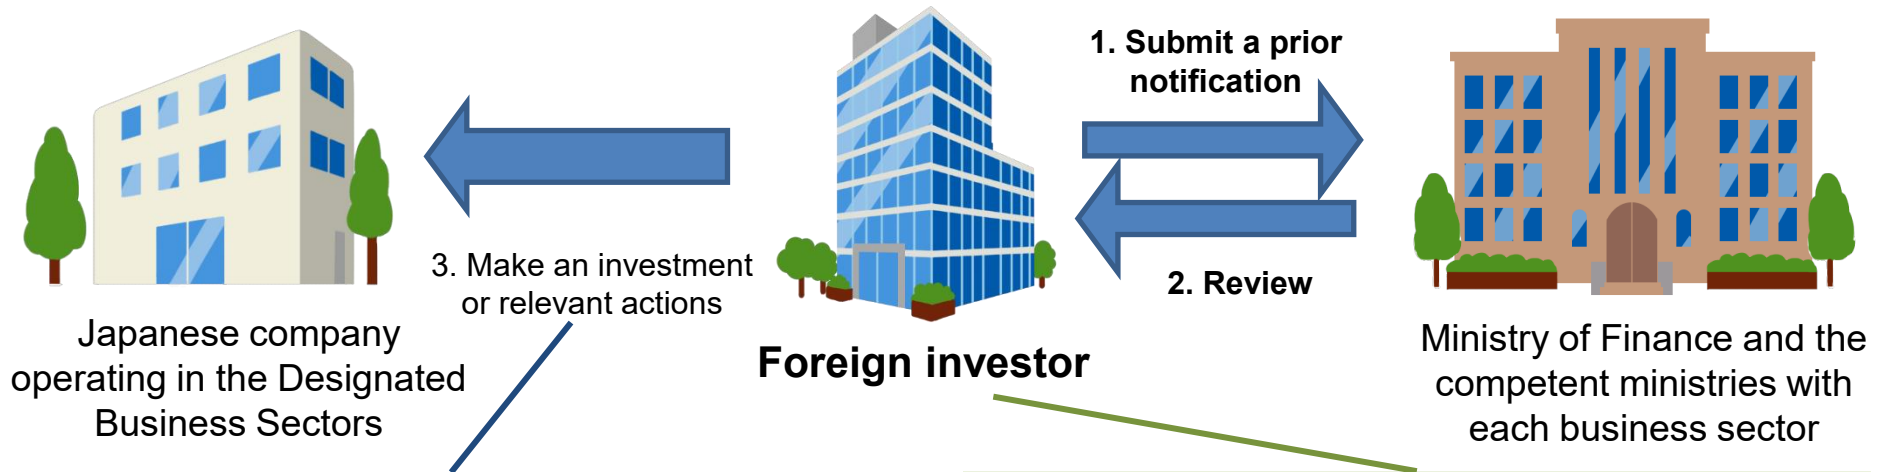 1. Submit a prior
notification
2. Review
3. Make an investment
or relevant actions
Japanese company
operating in the Designated
Business Sectors
Foreign investor
Ministry of Finance and the
competent ministries with
each business sector